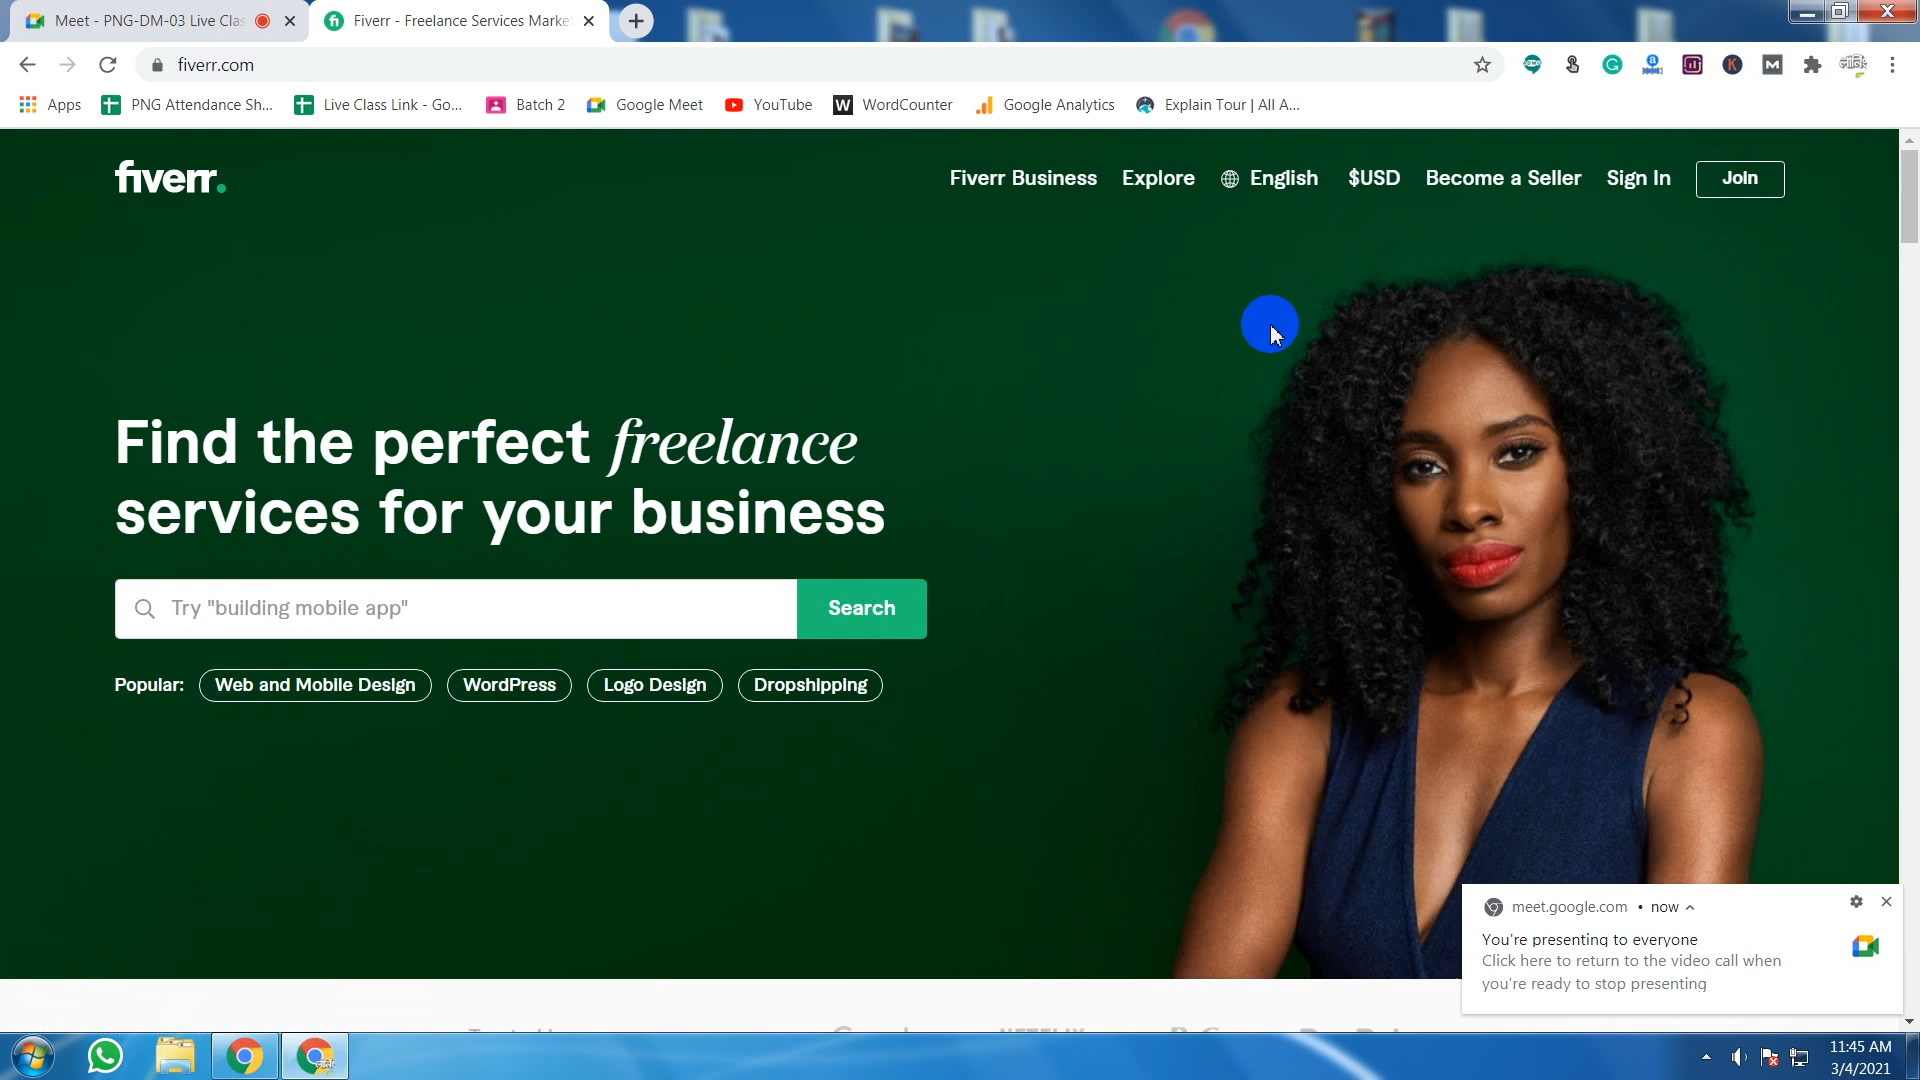 Meet - PNG-DM-03 Live Clas
Fiverr - Freelance Services Marke
fiverr.com
Apps
PNG Attendance Sh...
Live Class Link - Go...
Batch 2
Google Meet
YouTube
W WordCounter
Google Analytics
Explain Tour | All A...
fiverr.
Fiverr Business
Explore
English
$USD
Become a Seller
Sign In
Join
Find the perfect freelance
services for your business
Try "building mobile app"
Search
Popular:
Web and Mobile Design
WordPress
Logo Design
Dropshipping
meet.google.com • now
You're presenting to everyone
Click here to return to the video call when
you're ready to stop presenting
11:45 AM
3/4/2021